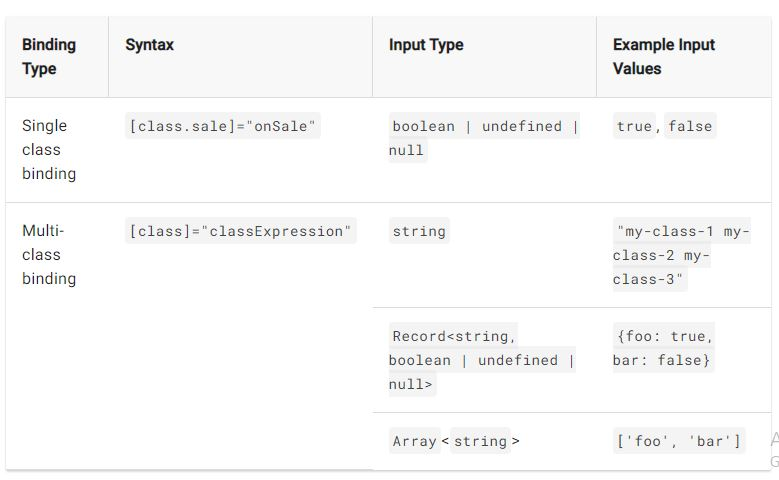 Binding Type
Syntax
Input Type
Example Input Values
Single class binding
[class.sale]="onSale"
boolean | undefined | null
true, false
Multi-class binding
[class]="classExpression"
string
"my-class-1 my-class-2 my-class-3"
Record<string, boolean | undefined | null>
{foo: true, bar: false}
Array<string>
['foo', 'bar']
A
G